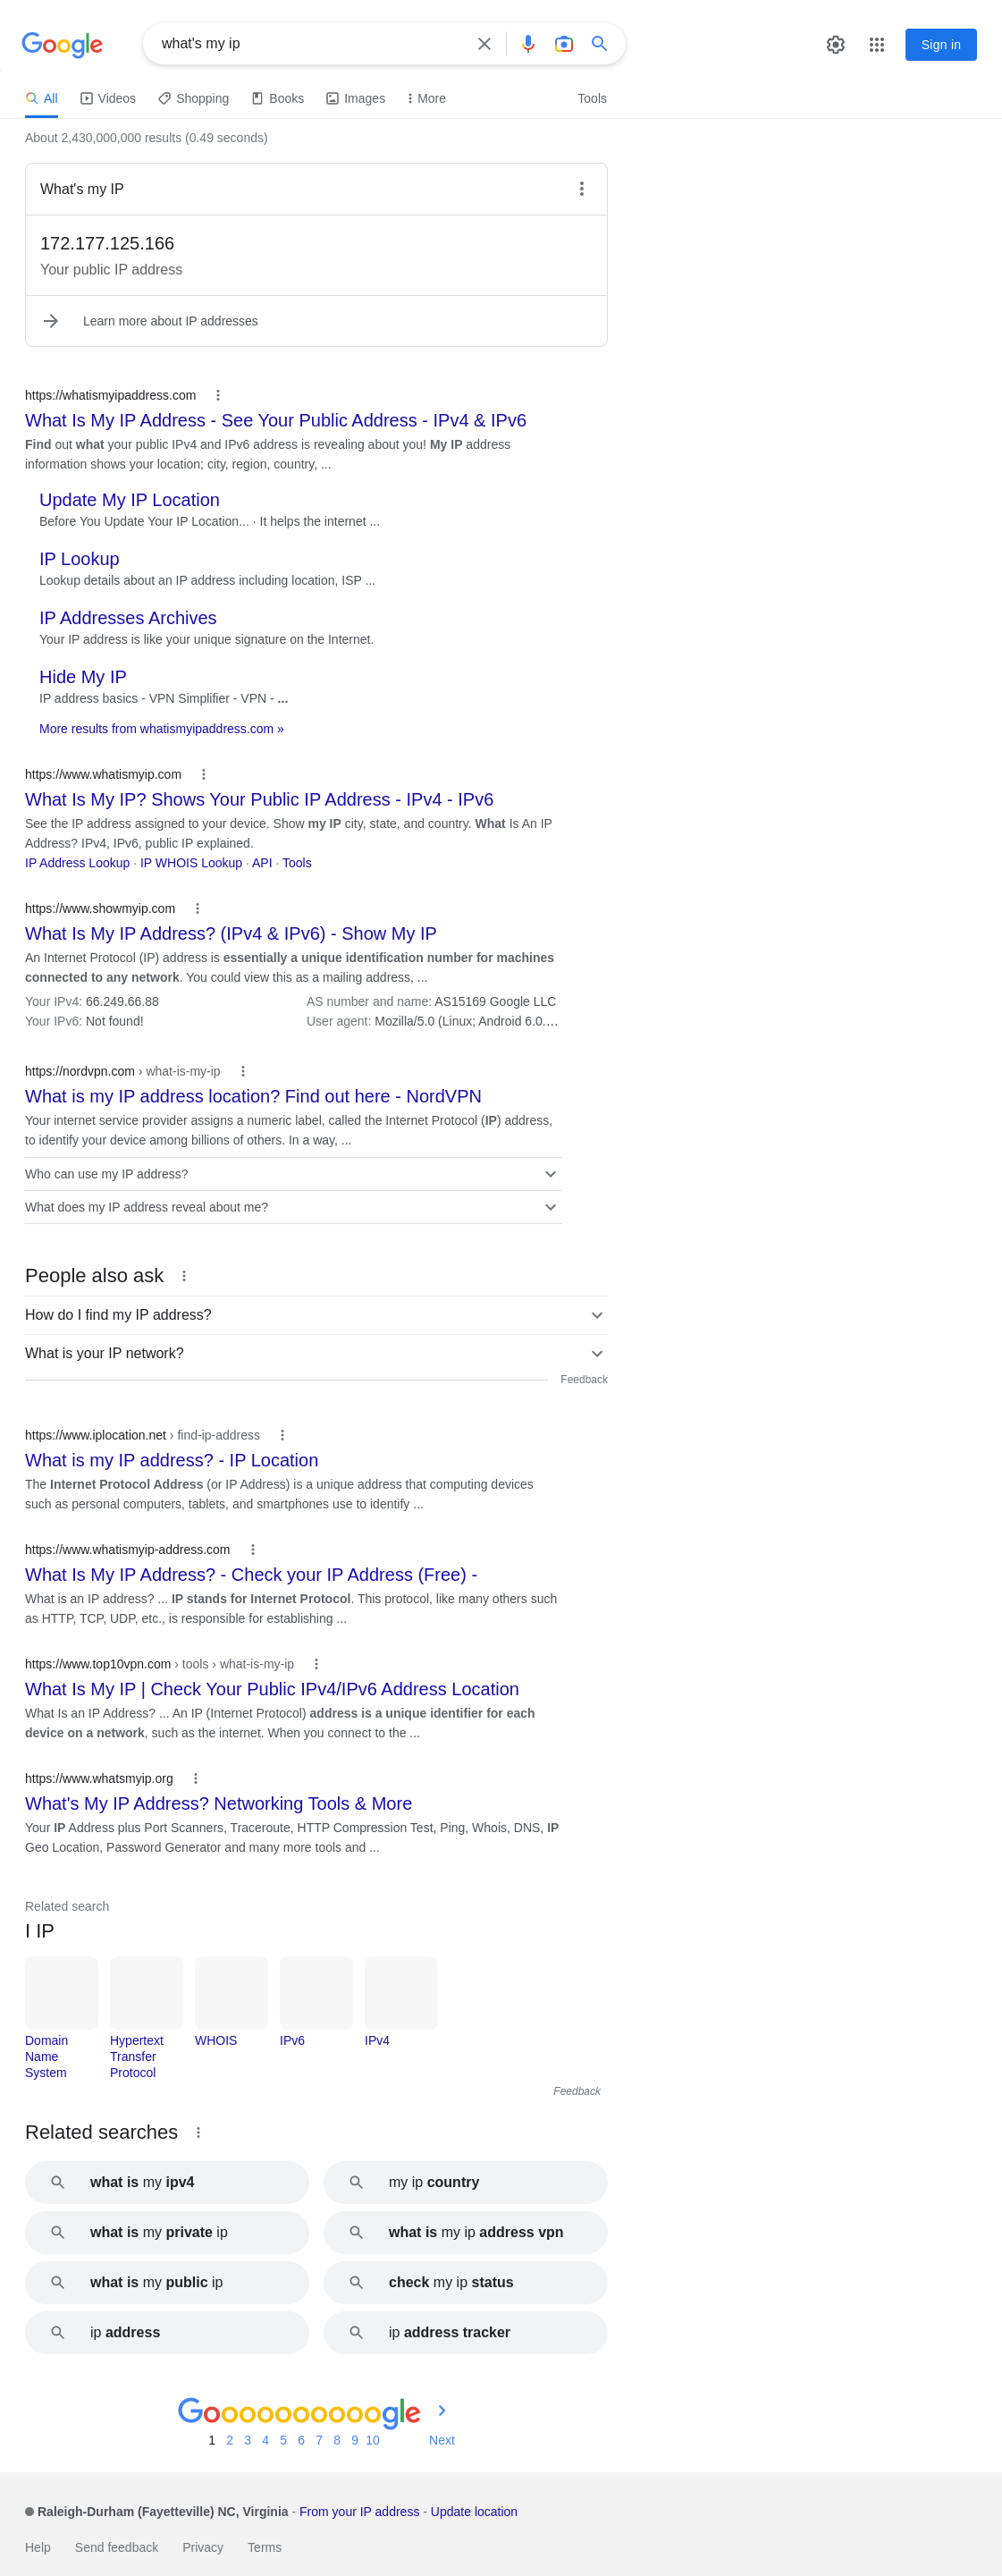 Google
what's my ip
Sign in
All
Videos
Shopping
Books
Images
More
Tools
About 2,430,000,000 results (0.49 seconds)
What's my IP
172.177.125.166
Your public IP address
Learn more about IP addresses
https://whatismyipaddress.com
What Is My IP Address - See Your Public Address - IPv4 & IPv6
Find out what your public IPv4 and IPv6 address is revealing about you! My IP address
information shows your location; city, region, country, ...
Update My IP Location
Before You Update Your IP Location... · It helps the internet ...
IP Lookup
Lookup details about an IP address including location, ISP ...
IP Addresses Archives
Your IP address is like your unique signature on the Internet.
Hide My IP
IP address basics - VPN Simplifier - VPN - ...
More results from whatismyipaddress.com »
https://www.whatismyip.com
What Is My IP? Shows Your Public IP Address - IPv4 - IPv6
See the IP address assigned to your device. Show my IP city, state, and country. What Is An IP
Address? IPv4, IPv6, public IP explained.
IP Address Lookup · IP WHOIS Lookup · API · Tools
https://www.showmyip.com
What Is My IP Address? (IPv4 & IPv6) - Show My IP
An Internet Protocol (IP) address is essentially a unique identification number for machines
connected to any network. You could view this as a mailing address, ...
Your IPv4: 66.249.66.88
AS number and name: AS15169 Google LLC
Your IPv6: Not found!
User agent: Mozilla/5.0 (Linux; Android 6.0.…
https://nordvpn.com › what-is-my-ip
What is my IP address location? Find out here - NordVPN
Your internet service provider assigns a numeric label, called the Internet Protocol (IP) address,
to identify your device among billions of others. In a way, ...
Who can use my IP address?
What does my IP address reveal about me?
People also ask
How do I find my IP address?
What is your IP network?
Feedback
https://www.iplocation.net › find-ip-address
What is my IP address? - IP Location
The Internet Protocol Address (or IP Address) is a unique address that computing devices
such as personal computers, tablets, and smartphones use to identify ...
https://www.whatismyip-address.com
What Is My IP Address? - Check your IP Address (Free) -
What is an IP address? ... IP stands for Internet Protocol. This protocol, like many others such
as HTTP, TCP, UDP, etc., is responsible for establishing ...
https://www.top10vpn.com › tools › what-is-my-ip
What Is My IP | Check Your Public IPv4/IPv6 Address Location
What Is an IP Address? ... An IP (Internet Protocol) address is a unique identifier for each
device on a network, such as the internet. When you connect to the ...
https://www.whatsmyip.org
What's My IP Address? Networking Tools & More
Your IP Address plus Port Scanners, Traceroute, HTTP Compression Test, Ping, Whois, DNS, IP
Geo Location, Password Generator and many more tools and ...
Related search
I IP
Domain
Name
System
Hypertext
Transfer
Protocol
WHOIS
IPv6
IPv4
Feedback
Related searches
what is my ipv4
my ip country
what is my private ip
what is my ip address vpn
what is my public ip
check my ip status
ip address
ip address tracker
Goooooooooogle
1 2 3 4 5 6 7 8 9 10 Next
Raleigh-Durham (Fayetteville) NC, Virginia - From your IP address - Update location
Help Send feedback Privacy Terms